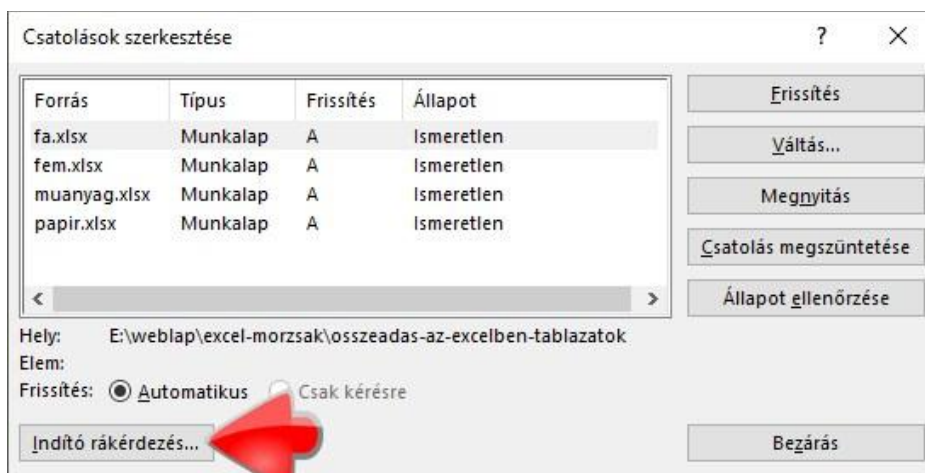 Csatolások szerkesztése
Forrás Típus Frissítés Állapot
fa.xlsx Munkalap A Ismeretlen
fem.xlsx Munkalap A Ismeretlen
muanyag.xlsx Munkalap A Ismeretlen
papir.xlsx Munkalap A Ismeretlen
Frissítés
Váltás...
Megnyitás
Csatolás megszüntetése
Állapot ellenőrzése
Hely: E:\weblap\excel-morzsak\osszeadas-az-excelben-tablazatok
Elem:
Frissítés: Automatikus Csak kérésre
Indító rákérdezés... Bezárás